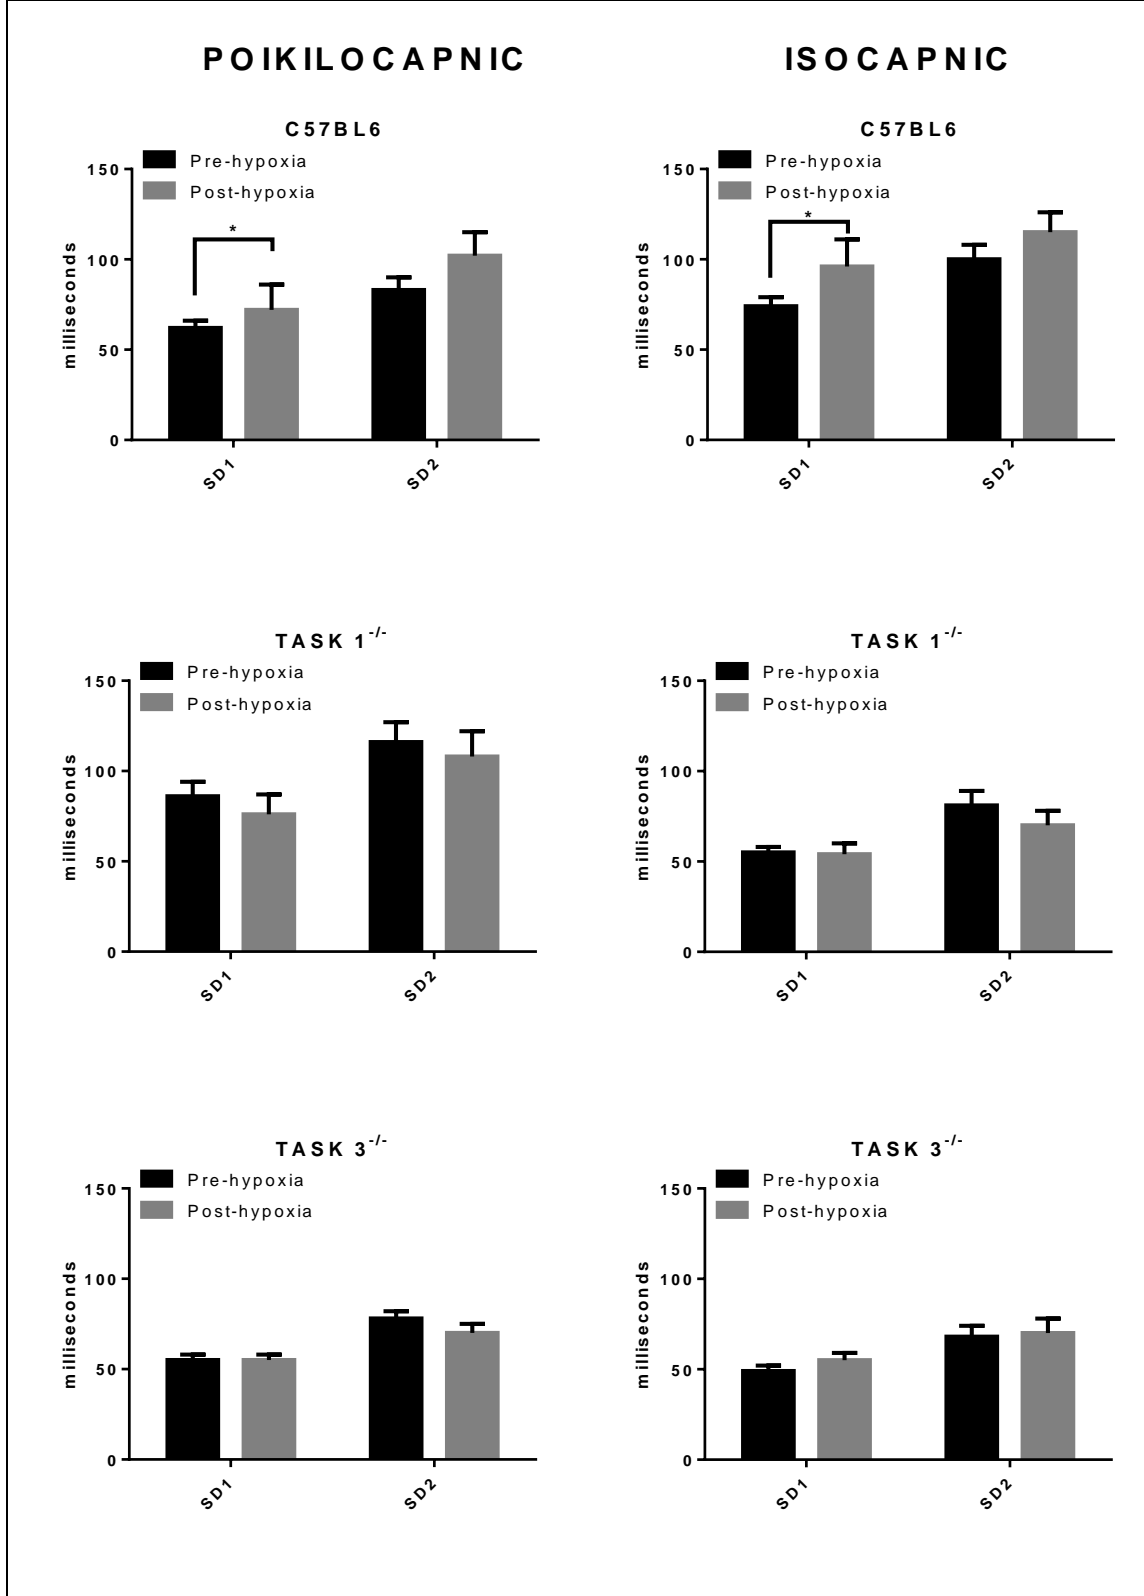 POIKILOCAPNIC
ISOCAPNIC
C57BL6
Pre-hypoxia
Post-hypoxia
150
100
50
0
milliseconds
*
SD1
SD2
C57BL6
Pre-hypoxia
Post-hypoxia
150
100
50
0
milliseconds
*
SD1
SD2
TASK 1-/-
Pre-hypoxia
Post-hypoxia
150
100
50
0
milliseconds
SD1
SD2
TASK 1-/-
Pre-hypoxia
Post-hypoxia
150
100
50
0
milliseconds
SD1
SD2
TASK 3-/-
Pre-hypoxia
Post-hypoxia
150
100
50
0
milliseconds
SD1
SD2
TASK 3-/-
Pre-hypoxia
Post-hypoxia
150
100
50
0
milliseconds
SD1
SD2